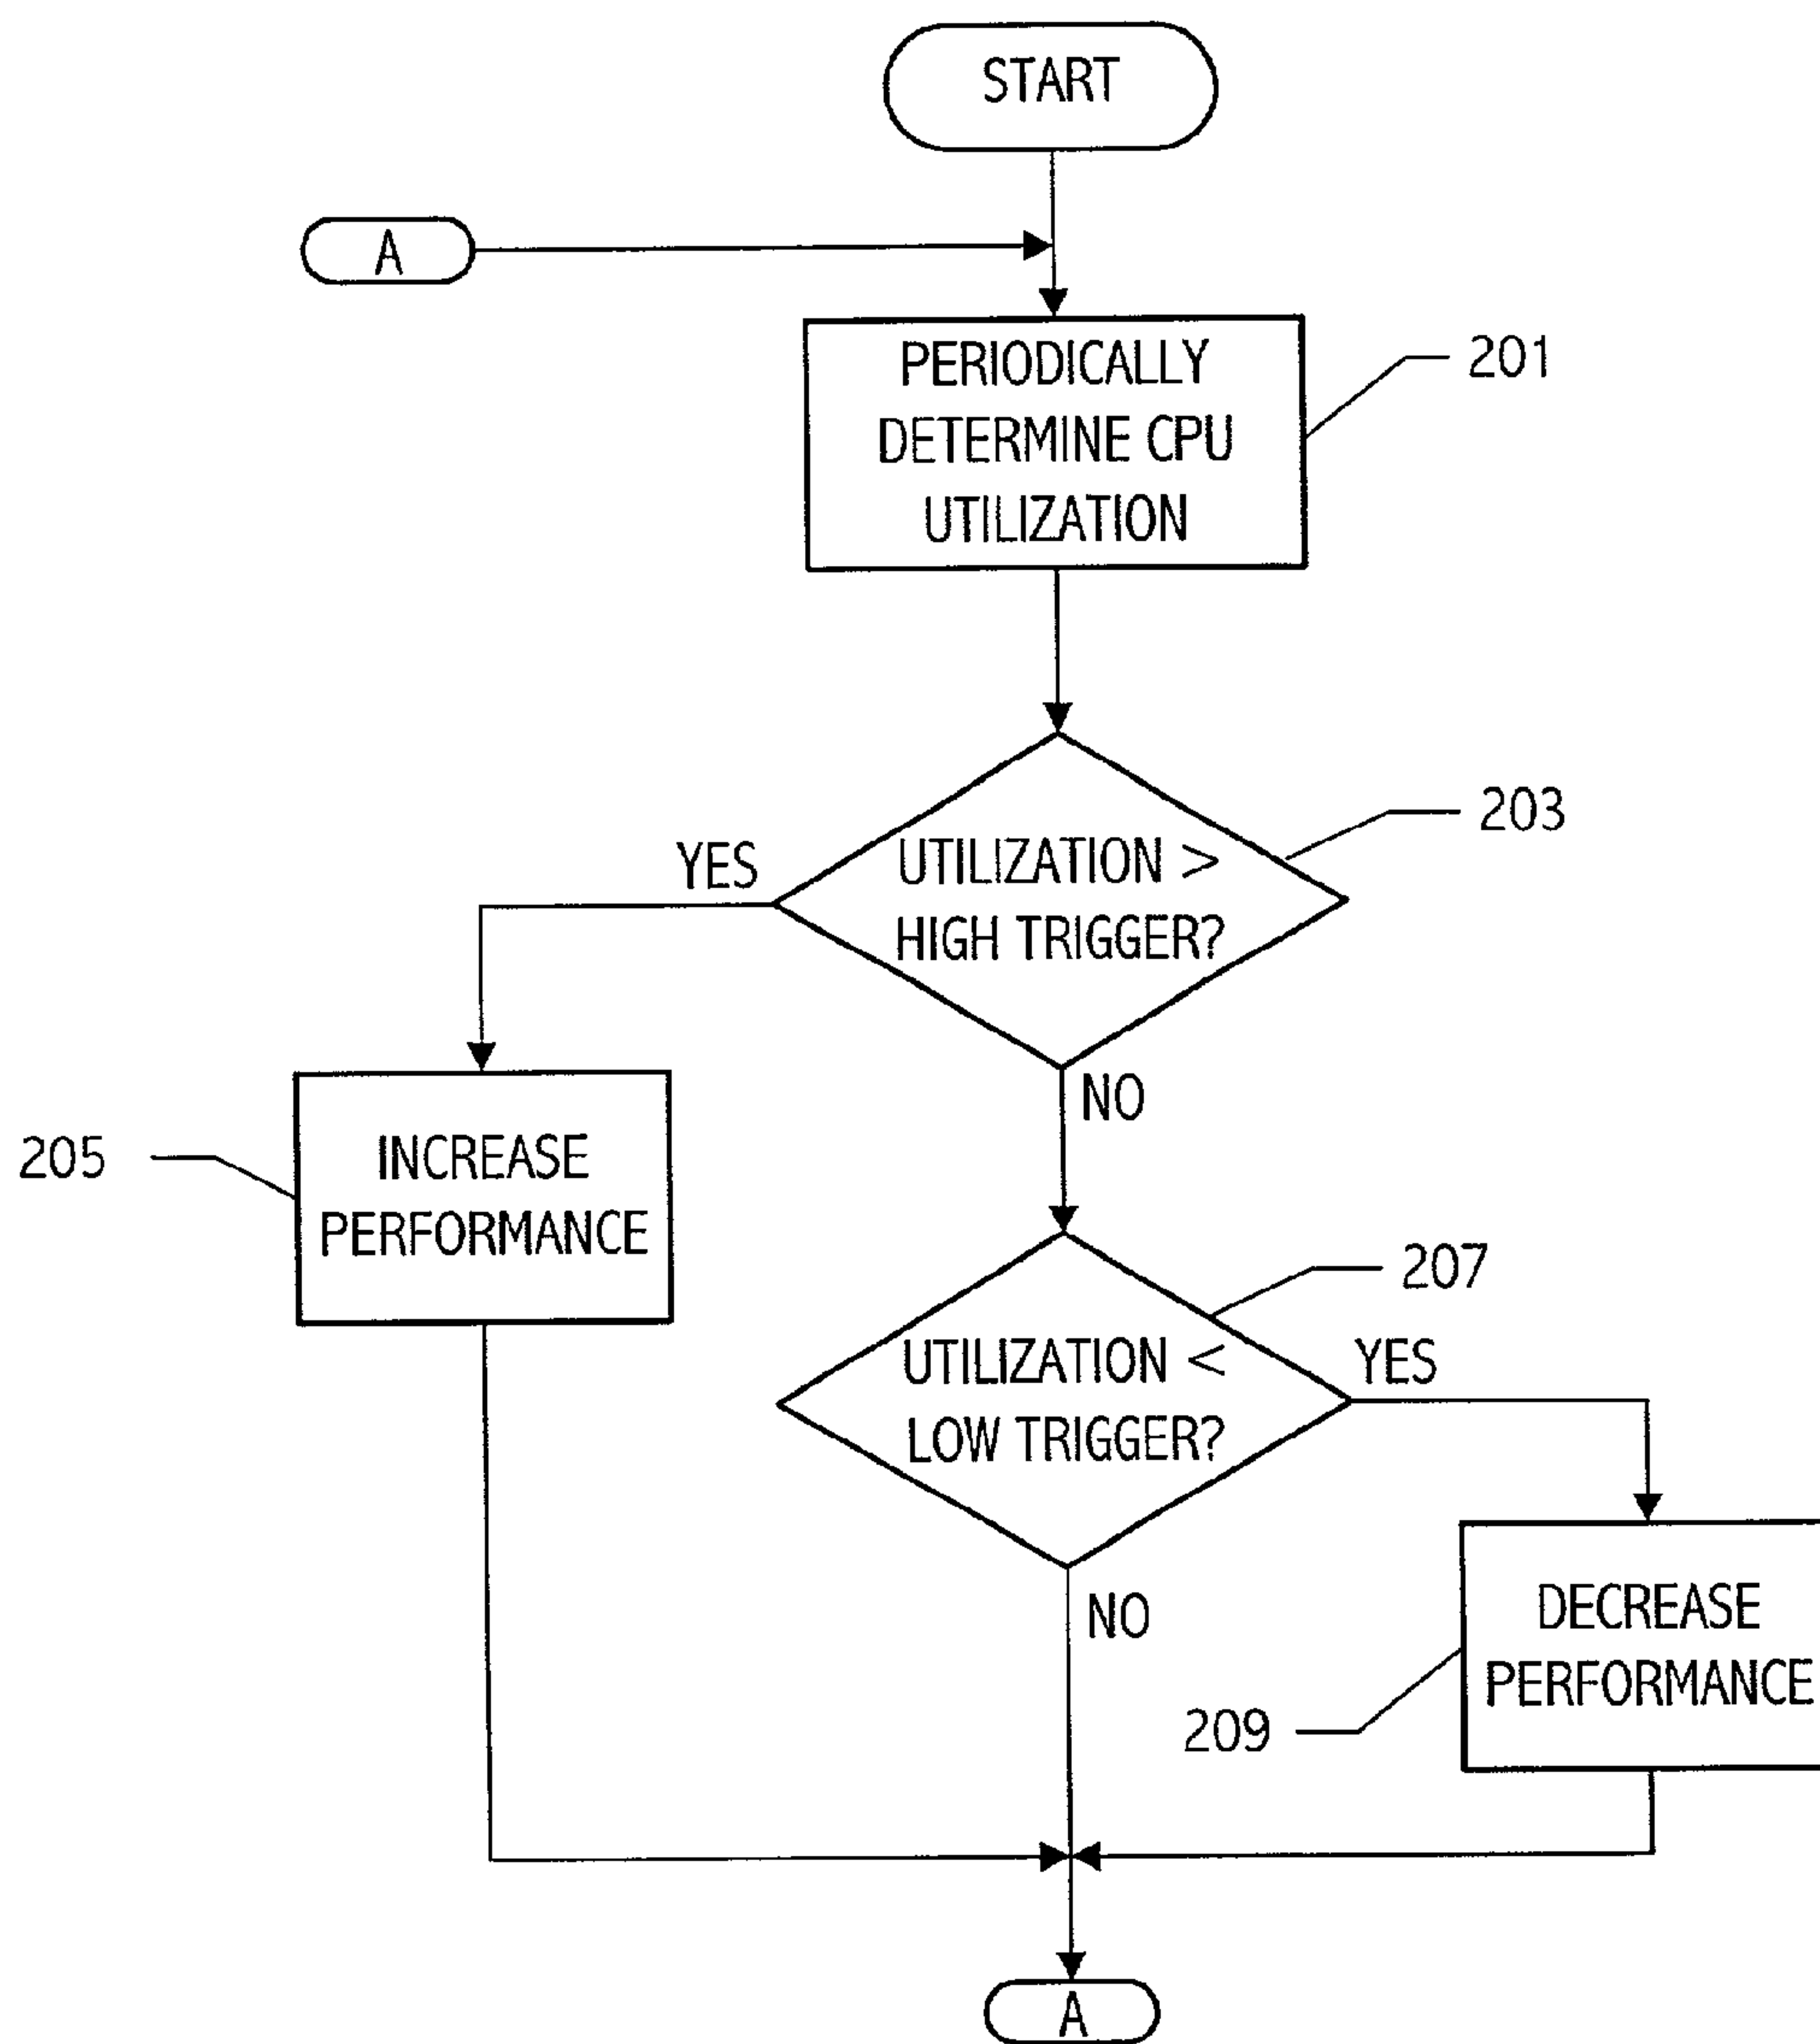 START
A
PERIODICALLY
DETERMINE CPU
UTILIZATION
201
203
YES
UTILIZATION >
HIGH TRIGGER?
NO
205
INCREASE
PERFORMANCE
207
UTILIZATION <
LOW TRIGGER?
YES
NO
DECREASE
PERFORMANCE
209
A